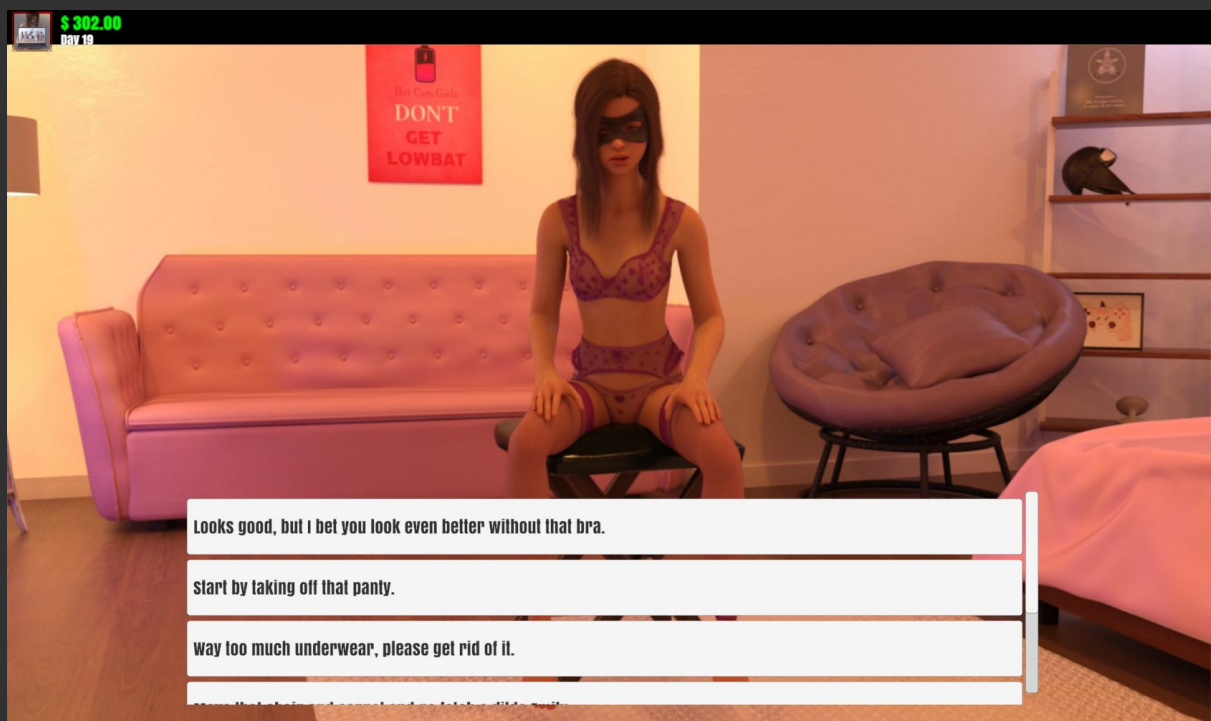 $ 302.00
Day 19
Hot Cam Girls
DONT
GET
LOWBAT
Looks good, but I bet you look even better without that bra.
Start by taking off that panty.
Way too much underwear, please get rid of it.